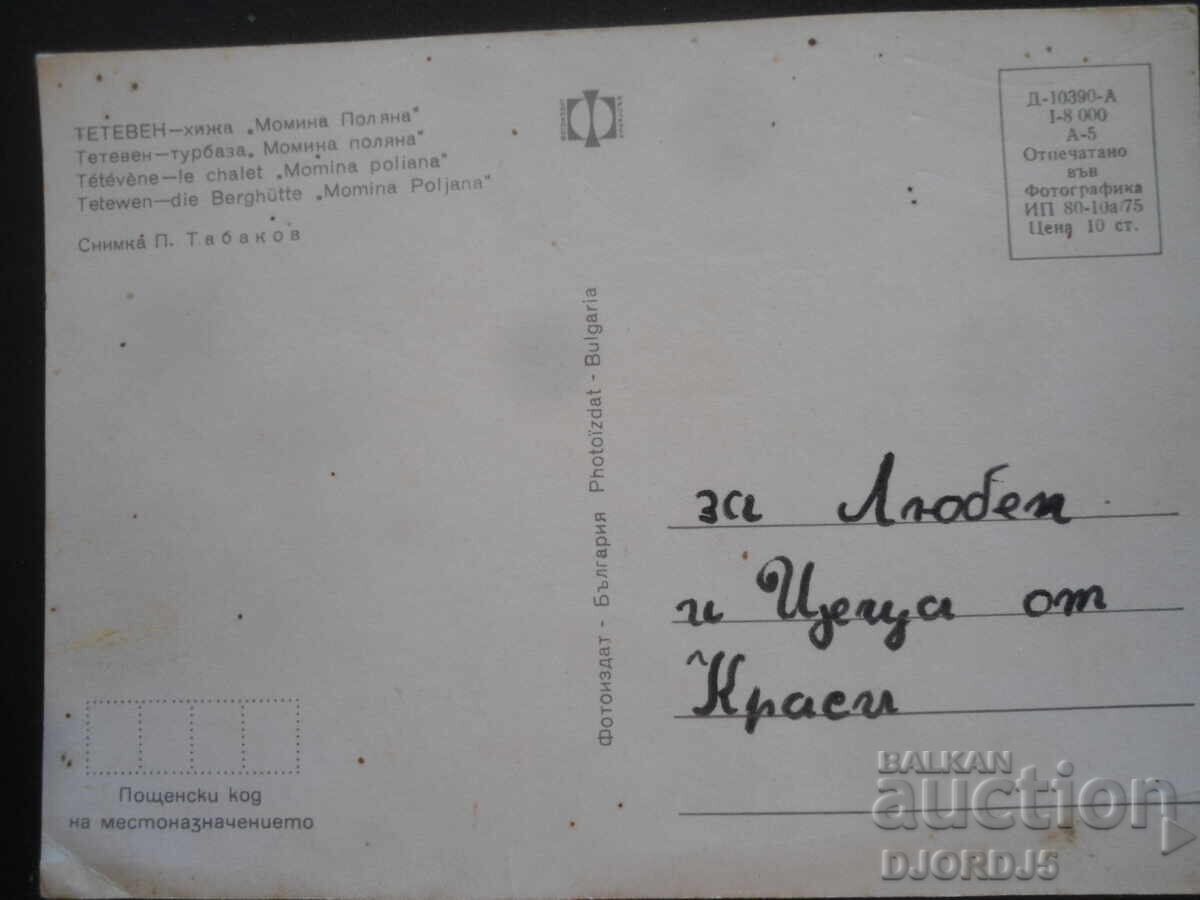 ТЕТЕВЕН—хижа „Момина Поляна"
Тетевен—турбаза „Момина поляна"
Tétévène—le chalet „Momina poliana"
Tetewen—die Berghütte „Momina Poljana"
Снимка П. Табаков
Д-10390-А
I-8 000
А-5
Отпечатано
във
Фотографика
ИП 80-10а/75
Цена 10 ст.
Фотоиздат - България Photoïzdat - Bulgaria
за Любен
и Цеца от
Краси
Пощенски код
на местоназначението
BALKAN
auction
DJORDJ5